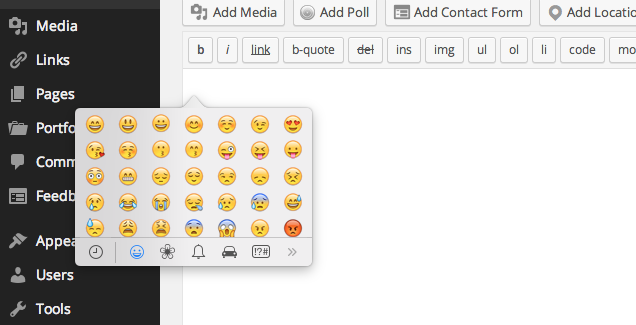 Add Media
Add Poll
Add Contact Form
Add Locatio
b
i
link
b-quote
del
ins
img
ul
ol
li
code
mo
Media
Links
Pages
Portfo
Comm
Feedb
Appea
Users
Tools
!?#
»